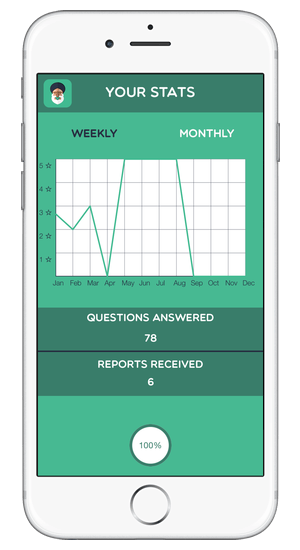 YOUR STATS
WEEKLY MONTHLY
5 ☆
4 ☆
3 ☆
2 ☆
1 ☆
Jan Feb Mar Apr May Jun Jul Aug Sep Oct Nov Dec
QUESTIONS ANSWERED
78
REPORTS RECEIVED
6
100%